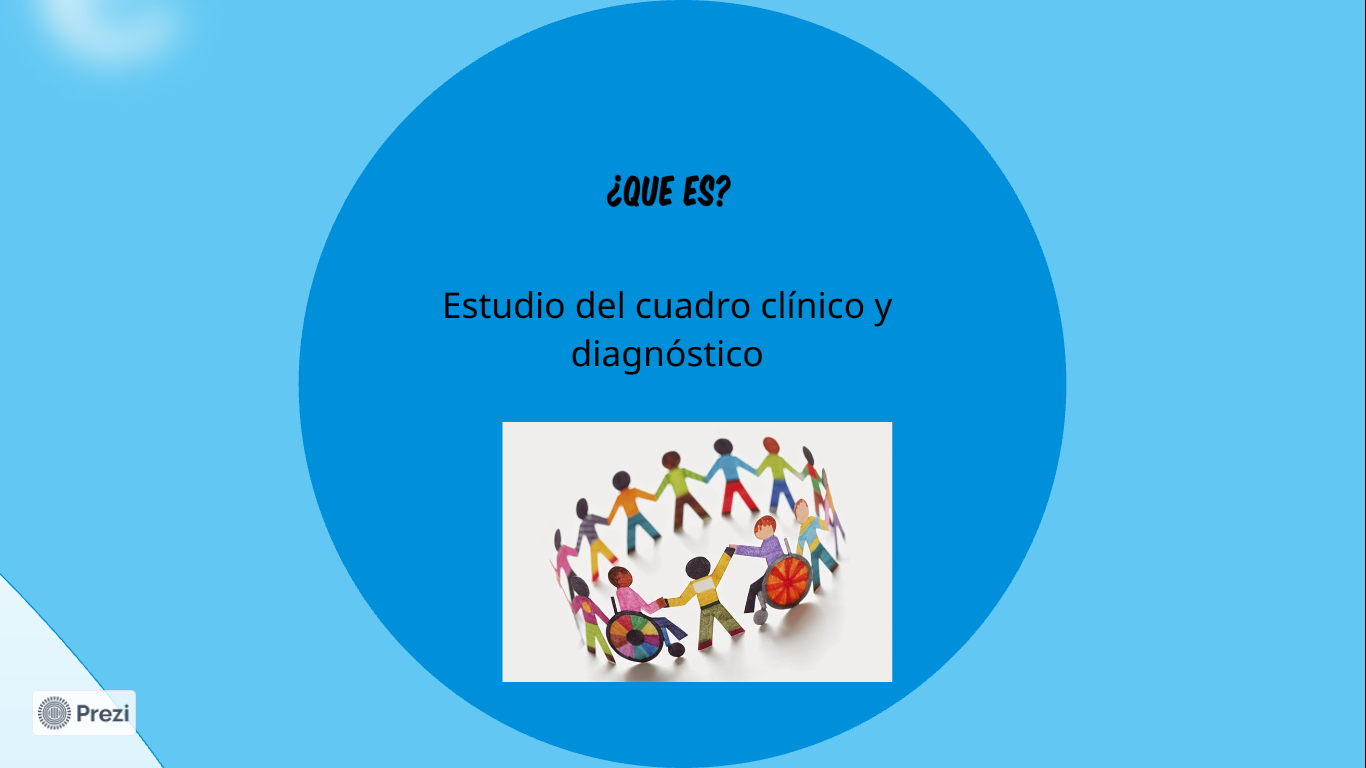 ¿QUE ES?
Estudio del cuadro clínico y
diagnóstico
Prezi